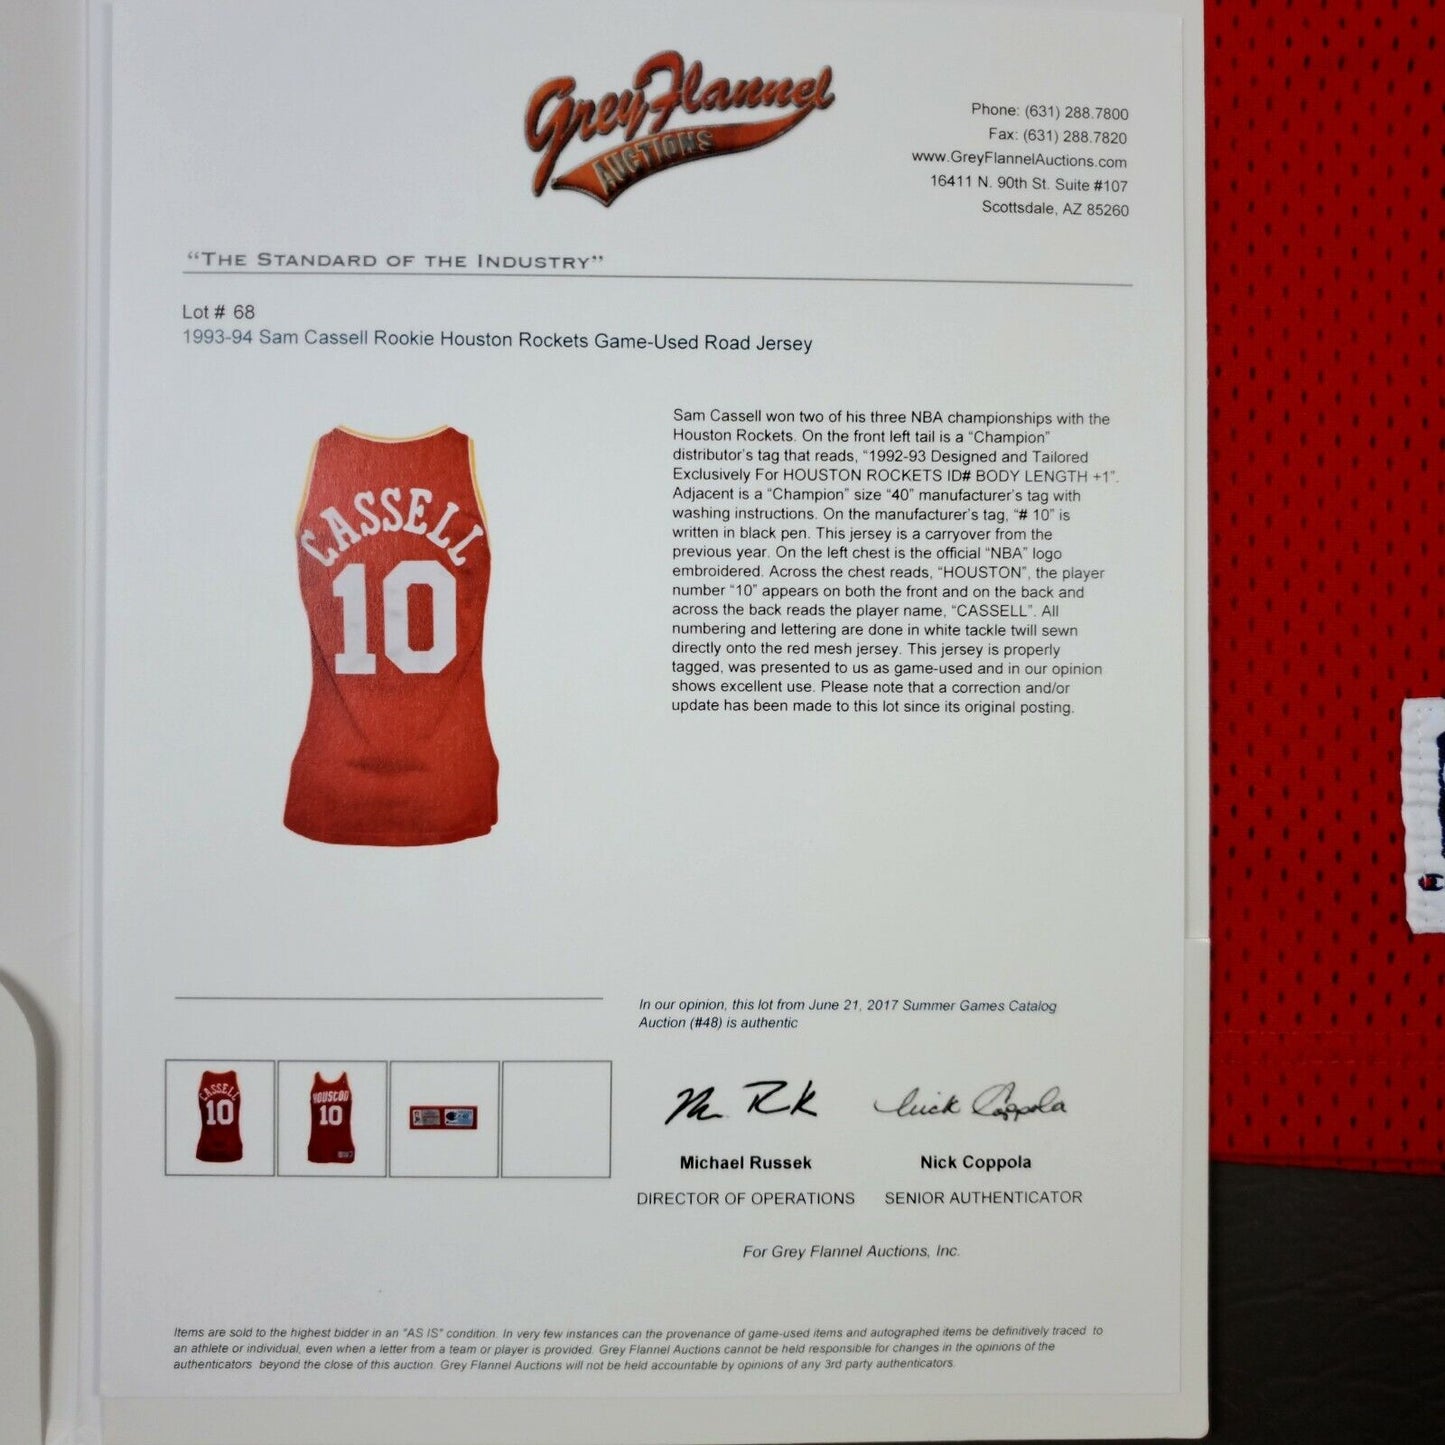 Grey Flannel
AUCTIONS
Phone: (631) 288.7800
Fax: (631) 288.7820
www.GreyFlannelAuctions.com
16411 N. 90th St. Suite #107
Scottsdale, AZ 85260
“THE STANDARD OF THE INDUSTRY”
Lot # 68
1993-94 Sam Cassell Rookie Houston Rockets Game-Used Road Jersey
CASSELL
10
Sam Cassell won two of his three NBA championships with the
Houston Rockets. On the front left tail is a “Champion”
distributor’s tag that reads, “1992-93 Designed and Tailored
Exclusively For HOUSTON ROCKETS ID# BODY LENGTH +1”.
Adjacent is a “Champion” size “40” manufacturer’s tag with
washing instructions. On the manufacturer’s tag, “# 10” is
written in black pen. This jersey is a carryover from the
previous year. On the left chest is the official “NBA” logo
embroidered. Across the chest reads, “HOUSTON”, the player
number “10” appears on both the front and on the back and
across the back reads the player name, “CASSELL”. All
numbering and lettering are done in white tackle twill sewn
directly onto the red mesh jersey. This jersey is properly
tagged, was presented to us as game-used and in our opinion
shows excellent use. Please note that a correction and/or
update has been made to this lot since its original posting.
In our opinion, this lot from June 21, 2017 Summer Games Catalog
Auction (#48) is authentic
CASSELL
10
HOUSTON
10
Nick Coppola
Michael Russek
Nick Coppola
DIRECTOR OF OPERATIONS
SENIOR AUTHENTICATOR
For Grey Flannel Auctions, Inc.
Items are sold to the highest bidder in an "AS IS" condition. In very few instances can the provenance of game-used items and autographed items be definitively traced to
an athlete or individual, even when a letter from a team or player is provided. Grey Flannel Auctions cannot be held responsible for changes in the opinions of the
authenticators beyond the close of this auction. Grey Flannel Auctions will not be held accountable by opinions of any 3rd party authenticators.